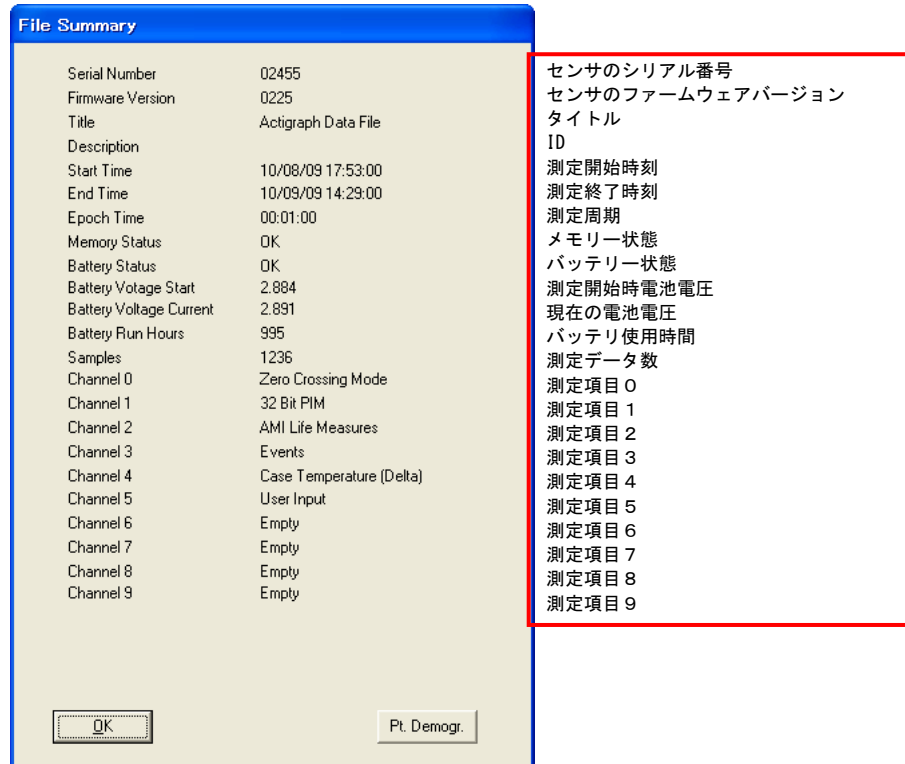 File Summary
Serial Number 02455
Firmware Version 0225
Title Actigraph Data File
Description
Start Time 10/08/09 17:53:00
End Time 10/09/09 14:29:00
Epoch Time 00:01:00
Memory Status OK
Battery Status OK
Battery Votage Start 2.884
Battery Voltage Current 2.891
Battery Run Hours 995
Samples 1236
Channel 0 Zero Crossing Mode
Channel 1 32 Bit PIM
Channel 2 AMI Life Measures
Channel 3 Events
Channel 4 Case Temperature (Delta)
Channel 5 User Input
Channel 6 Empty
Channel 7 Empty
Channel 8 Empty
Channel 9 Empty
OK Pt. Demogr.
センサのシリアル番号
センサのファームウェアバージョン
タイトル
ID
測定開始時刻
測定終了時刻
測定周期
メモリー状態
バッテリー状態
測定開始時電池電圧
現在の電池電圧
バッテリ使用時間
測定データ数
測定項目0
測定項目1
測定項目2
測定項目3
測定項目4
測定項目5
測定項目6
測定項目7
測定項目8
測定項目9